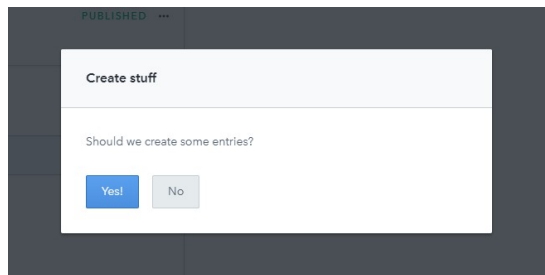 PUBLISHED ...
Create stuff
Should we create some entries?
Yes!
No